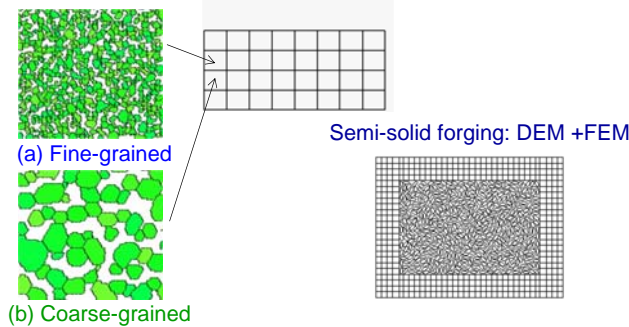 (a) Fine-grained
Semi-solid forging: DEM +FEM
(b) Coarse-grained